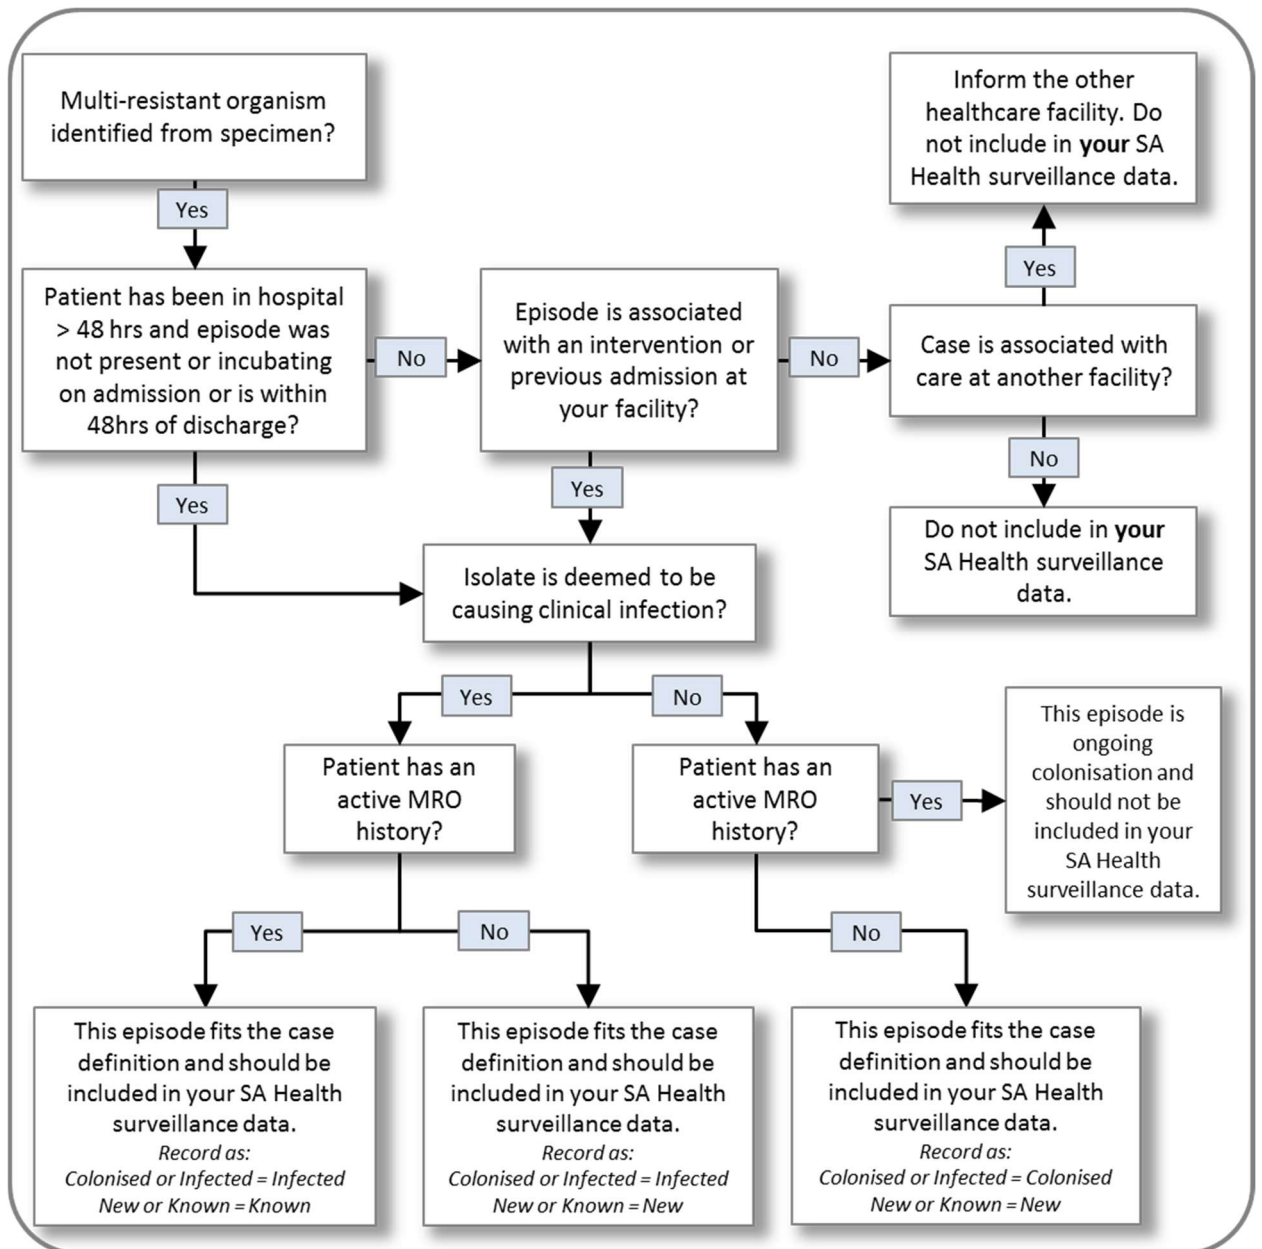 Multi-resistant organism
identified from specimen?
Yes
Inform the other
healthcare facility. Do
not include in your SA
Health surveillance data.
Yes
Patient has been in hospital
> 48 hrs and episode was
not present or incubating
on admission or is within
48hrs of discharge?
No
Episode is associated
with an intervention or
previous admission at
your facility?
No
Case is associated with
care at another facility?
No
Do not include in your
SA Health surveillance
data.
Yes
Yes
Isolate is deemed to be
causing clinical infection?
Yes
No
Patient has an
active MRO
history?
Patient has an
active MRO
history?
Yes
This episode is
ongoing
colonisation and
should not be
included in your
SA Health
surveillance data.
Yes
No
No
This episode fits the case
definition and should be
included in your SA Health
surveillance data.
Record as:
Colonised or Infected = Infected
New or Known = Known
This episode fits the case
definition and should be
included in your SA Health
surveillance data.
Record as:
Colonised or Infected = Infected
New or Known = New
This episode fits the case
definition and should be
included in your SA Health
surveillance data.
Record as:
Colonised or Infected = Colonised
New or Known = New